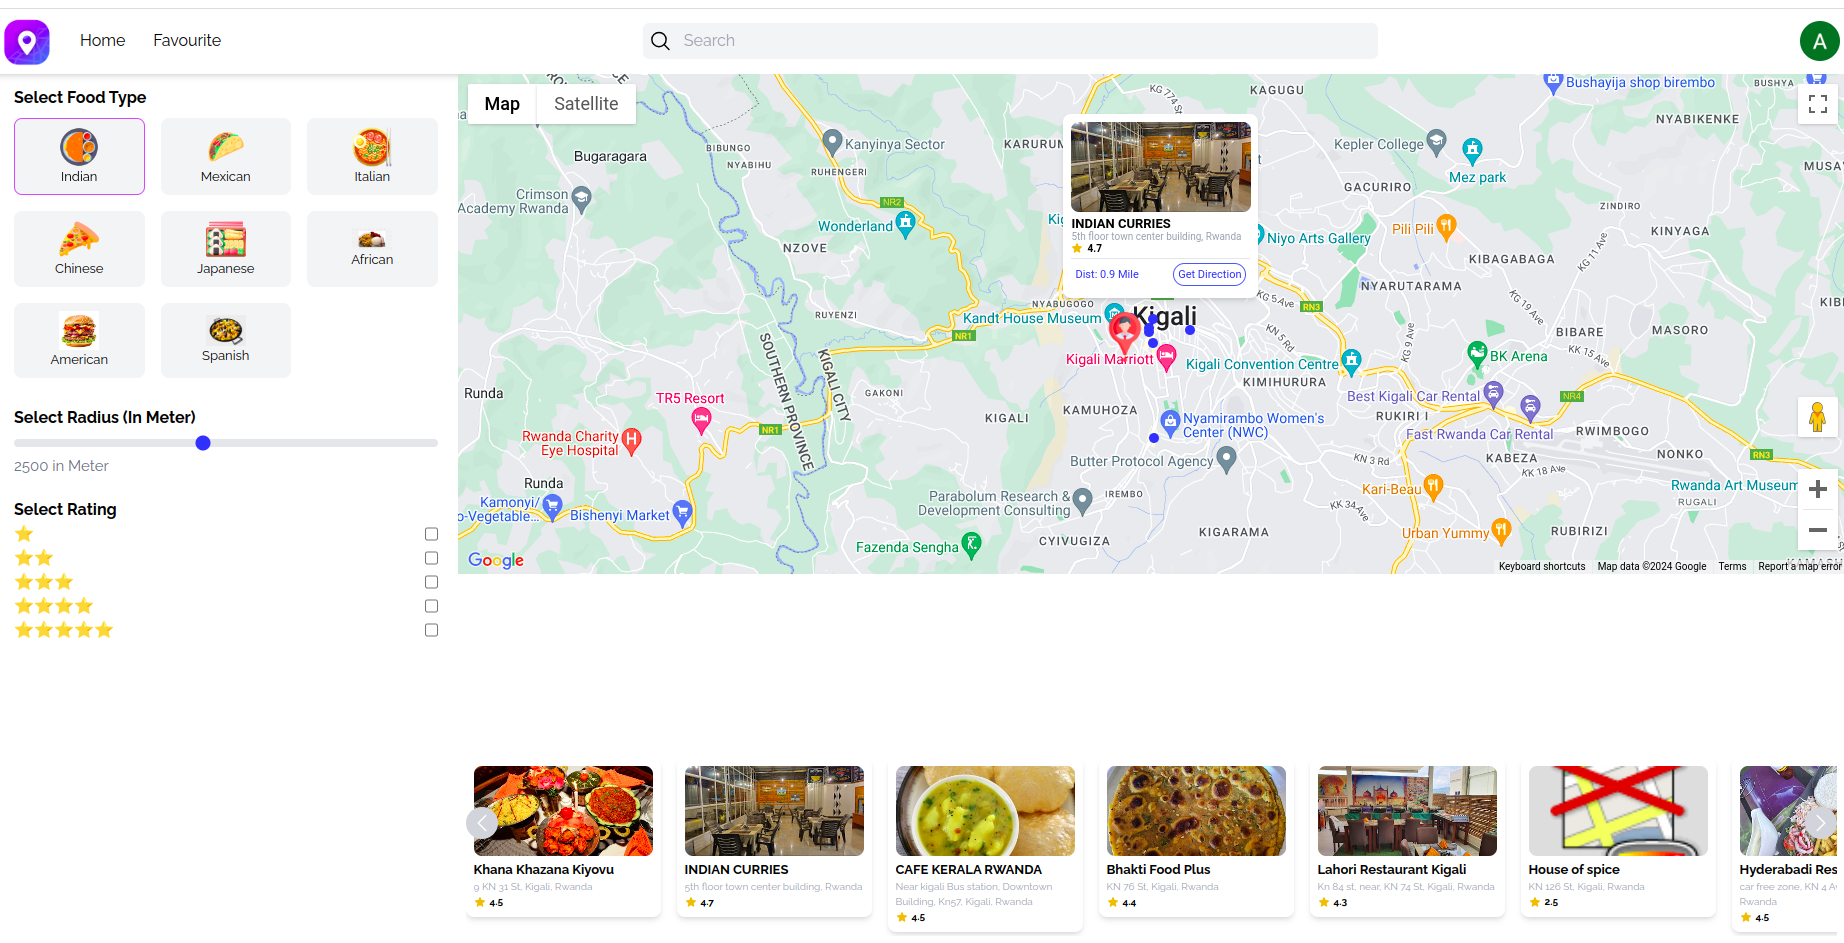 Home
Favourite
Search
A
Select Food Type
Indian
Mexican
Italian
Chinese
Japanese
African
American
Spanish
Select Radius (In Meter)
2500 in Meter
Select Rating
Map
Satellite
KG 774 St
KAGUGU
Bushayija shop birembo
BUSHYA
NYABIKENKE
Bugaragara
BIBUNGO
NYABIHU
Kanyinya Sector
RUHENGERI
KARURUM
Kepler College
Mez park
GACURIRO
MUSA
Crimson
Academy Rwanda
NR2
Wonderland
NZOVE
INDIAN CURRIES
5th floor town center building, Rwanda
4.7
Dist: 0.9 Mile
Get Direction
Niyo Arts Gallery
Pili Pili
ZINDIRO
KINYAGA
KG 11 Ave
KIBAGABAGA
NYARUTARAMA
KG 19 Ave
KIB
RUYENZI
NYABUGOGO
Kandt House Museum
Kigali
KG 5 Ave
RN3
NR1
KN 5 Rd
KG 9 Ave
BIBARE
MASORO
KK 15 Ave
BK Arena
SOUTHERN PROVINCE
KIGALI CITY
Kigali Marriott
Kigali Convention Centre
KIMIHURURA
Runda
GAKONI
TR5 Resort
KIGALI
KAMUHOZA
Best Kigali Car Rental
NR4
RUKIRI I
Nyamirambo Women's
Center (NWC)
NR1
Rwanda Charity
Eye Hospital
Fast Rwanda Car Rental
RWIMBOGO
Butter Protocol Agency
KN 3 Rd
KABEZA
KK 18 Ave
NONKO
RN3
Runda
Kari-Beau
Rwanda Art Museum
RUGALI
Kamonyi/
o-Vegetable...
Bishenyi Market
Parabolum Research &
Development Consulting
IREMBO
KK 34 Ave
KIGARAMA
Urban Yummy
RUBIRIZI
CYIVUGIZA
Fazenda Sengha
Google
Keyboard shortcuts
Map data ©2024 Google
Terms
Report a map error
Khana Khazana Kiyovu
9 KN 31 St, Kigali, Rwanda
4.5
INDIAN CURRIES
5th floor town center building, Rwanda
4.7
CAFE KERALA RWANDA
Near kigali Bus station, Downtown
Building, Kn57, Kigali, Rwanda
4.5
Bhakti Food Plus
KN 76 St, Kigali, Rwanda
4.4
Lahori Restaurant Kigali
Kn 84 st, near, KN 74 St, Kigali, Rwanda
4.3
House of spice
KN 126 St, Kigali, Rwanda
2.5
Hyderabadi Res
car free zone, KN 4 A
Rwanda
4.5